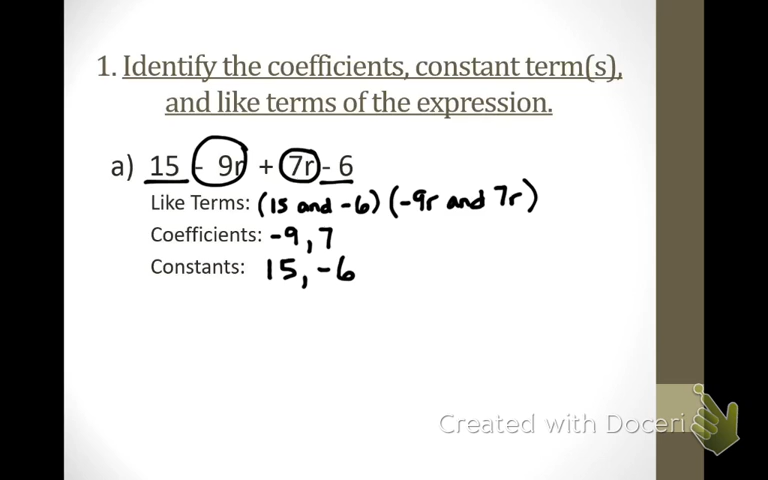 1. Identify the coefficients, constant term(s),
and like terms of the expression.
a) 15 - 9r + 7r - 6
Like Terms: (15 and -6) (-9r and 7r)
Coefficients: -9, 7
Constants: 15, -6
Created with Doceri